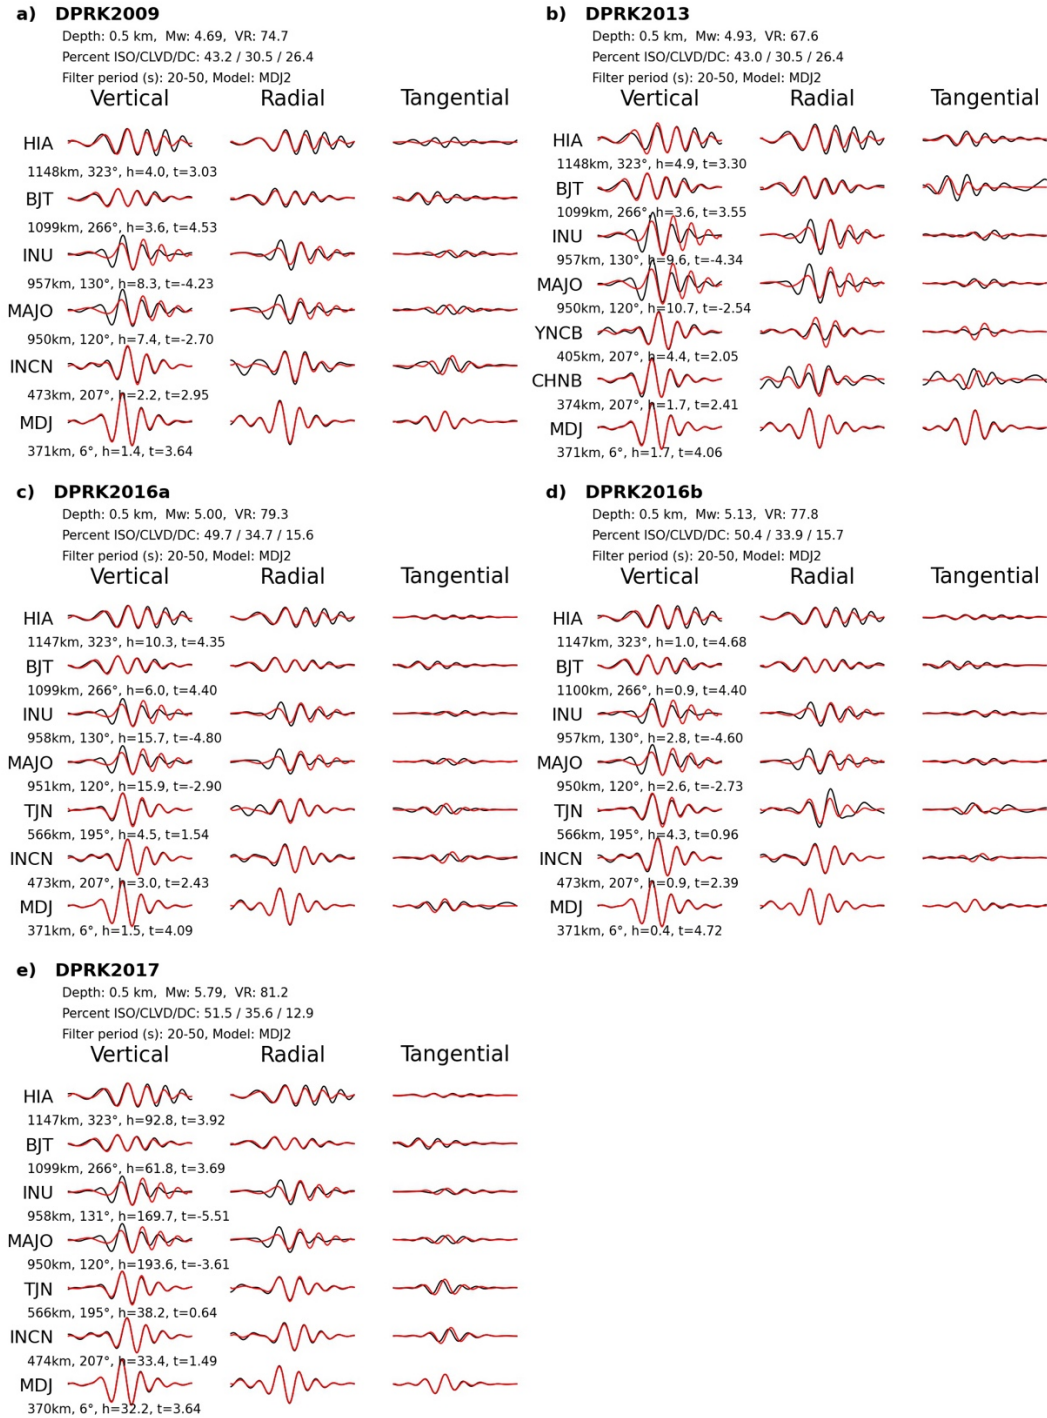 a) DPRK2009
Depth: 0.5 km, Mw: 4.69, VR: 74.7
Percent ISO/CLVD/DC: 43.2 / 30.5 / 26.4
Filter period (s): 20-50, Model: MDJ2
Vertical Radial Tangential
HIA
1148km, 323°, h=4.0, t=3.03
BJT
1099km, 266°, h=3.6, t=4.53
INU
957km, 130°, h=8.3, t=-4.23
MAJO
950km, 120°, h=7.4, t=-2.70
INCN
473km, 207°, h=2.2, t=2.95
MDJ
371km, 6°, h=1.4, t=3.64
b) DPRK2013
Depth: 0.5 km, Mw: 4.93, VR: 67.6
Percent ISO/CLVD/DC: 43.0 / 30.5 / 26.4
Filter period (s): 20-50, Model: MDJ2
Vertical Radial Tangential
HIA
1148km, 323°, h=4.9, t=3.30
BJT
1099km, 266°, h=3.6, t=3.55
INU
957km, 130°, h=9.6, t=-4.34
MAJO
950km, 120°, h=10.7, t=-2.54
YNCB
405km, 207°, h=4.4, t=2.05
CHNB
374km, 207°, h=1.7, t=2.41
MDJ
371km, 6°, h=1.7, t=4.06
c) DPRK2016a
Depth: 0.5 km, Mw: 5.00, VR: 79.3
Percent ISO/CLVD/DC: 49.7 / 34.7 / 15.6
Filter period (s): 20-50, Model: MDJ2
Vertical Radial Tangential
HIA
1147km, 323°, h=10.3, t=4.35
BJT
1099km, 266°, h=6.0, t=4.40
INU
958km, 130°, h=15.7, t=-4.80
MAJO
951km, 120°, h=15.9, t=-2.90
TJN
566km, 195°, h=4.5, t=1.54
INCN
473km, 207°, h=3.0, t=2.43
MDJ
371km, 6°, h=1.5, t=4.09
d) DPRK2016b
Depth: 0.5 km, Mw: 5.13, VR: 77.8
Percent ISO/CLVD/DC: 50.4 / 33.9 / 15.7
Filter period (s): 20-50, Model: MDJ2
Vertical Radial Tangential
HIA
1147km, 323°, h=1.0, t=4.68
BJT
1100km, 266°, h=0.9, t=4.40
INU
957km, 130°, h=2.8, t=-4.60
MAJO
950km, 120°, h=2.6, t=-2.73
TJN
566km, 195°, h=4.3, t=0.96
INCN
473km, 207°, h=0.9, t=2.39
MDJ
371km, 6°, h=0.4, t=4.72
e) DPRK2017
Depth: 0.5 km, Mw: 5.79, VR: 81.2
Percent ISO/CLVD/DC: 51.5 / 35.6 / 12.9
Filter period (s): 20-50, Model: MDJ2
Vertical Radial Tangential
HIA
1147km, 323°, h=92.8, t=3.92
BJT
1099km, 266°, h=61.8, t=3.69
INU
958km, 131°, h=169.7, t=-5.51
MAJO
950km, 120°, h=193.6, t=-3.61
TJN
566km, 195°, h=38.2, t=0.64
INCN
474km, 207°, h=33.4, t=1.49
MDJ
370km, 6°, h=32.2, t=3.64